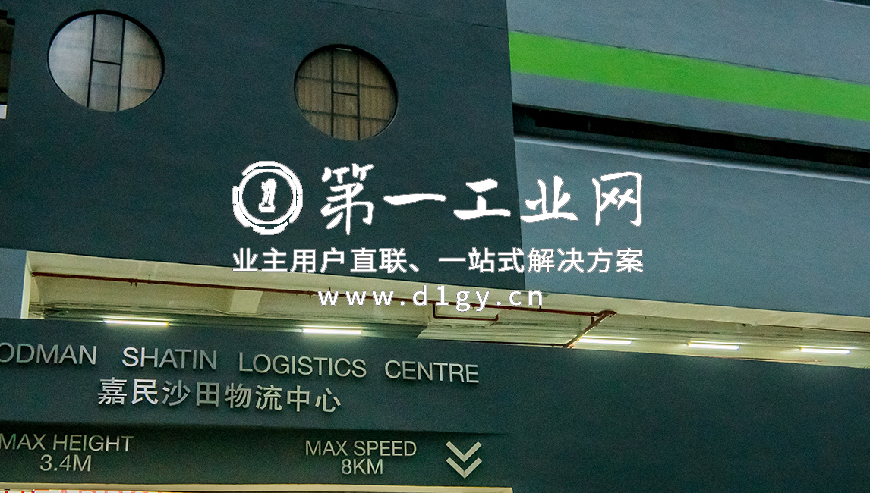 第一工业网
业主用户直联、一站式解决方案
www.d1gy.cn
ODMAN SHATIN LOGISTICS CENTRE
嘉民沙田物流中心
MAX HEIGHT
3.4M
MAX SPEED
8KM